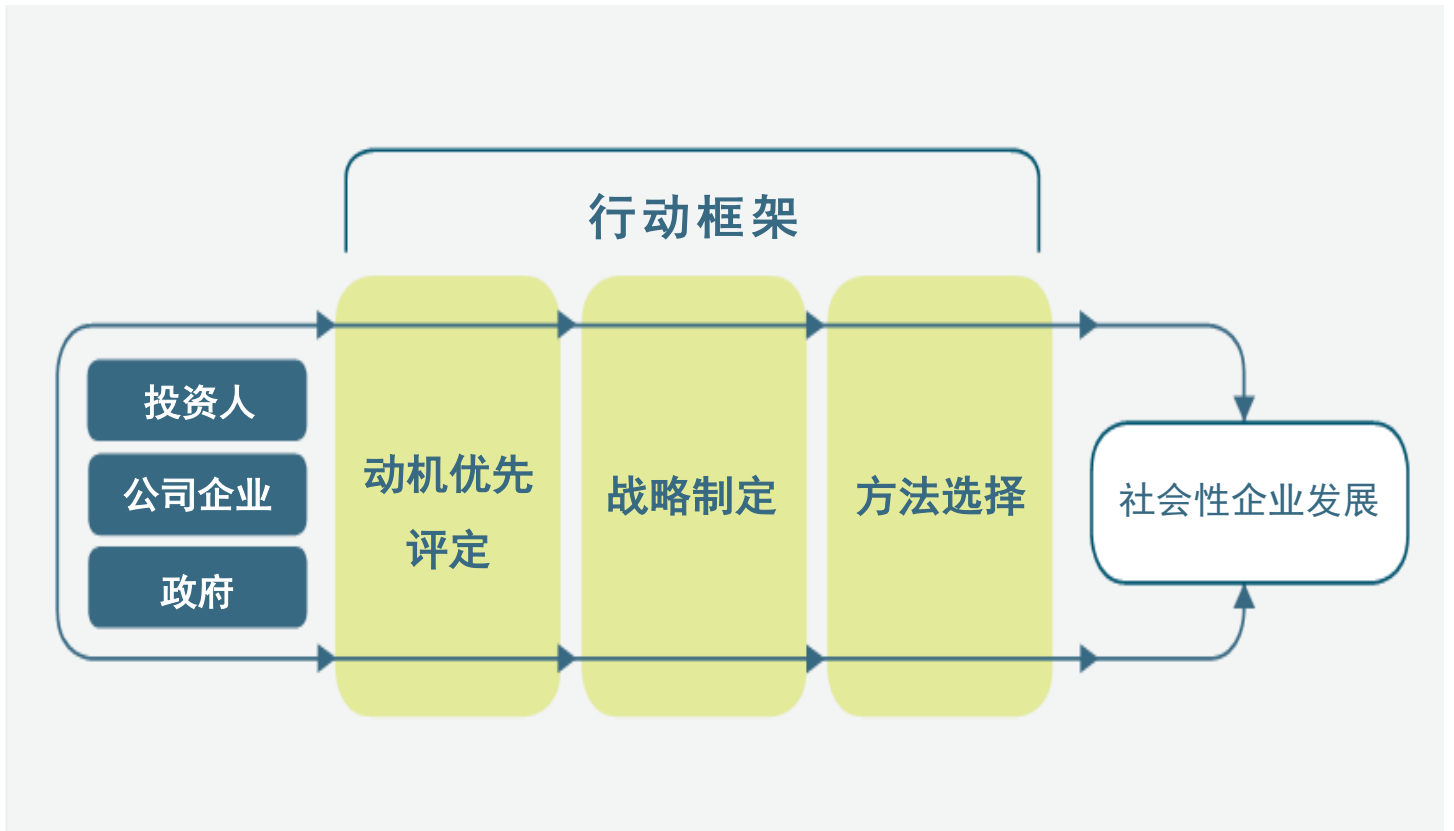 行动框架
投资人
公司企业
政府
动机优先
评定
战略制定
方法选择
社会性企业发展